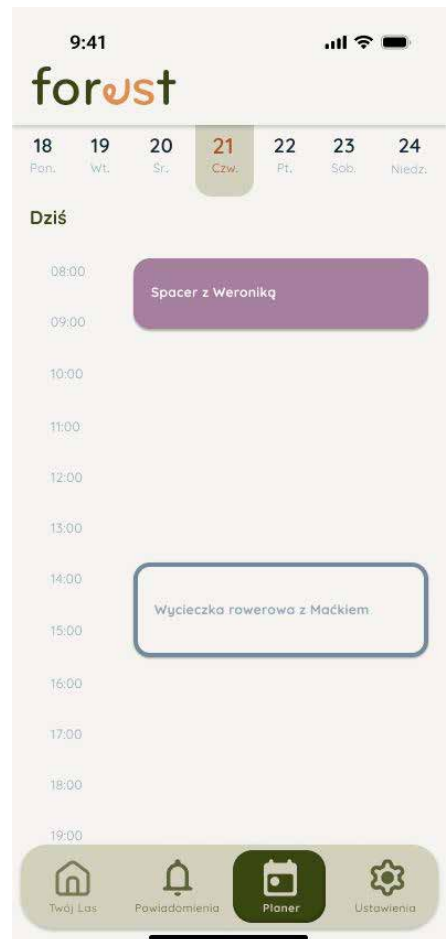 9:41
forest
18 19 20 21 22 23 24
Pon. Wt. Śr. Czw. Pt. Sob. Niedz.
Dziś
08:00
Spacer z Weroniką
09:00
10:00
11:00
12:00
13:00
14:00
Wycieczka rowerowa z Maćkiem
15:00
16:00
17:00
18:00
19:00
Twój Las Powiadomienia Planer Ustawienia